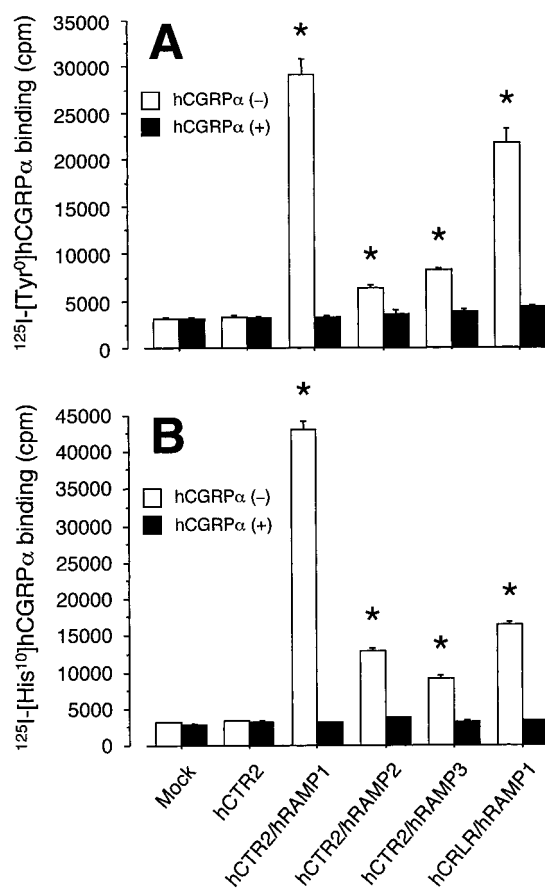 35000
30000
25000
20000
15000
10000
5000
0
¹²⁵I-[Tyr⁰]hCGRPα binding (cpm)
A
hCGRPα (−)
hCGRPα (+)
*
*
*
*
45000
40000
35000
30000
25000
20000
15000
10000
5000
0
¹²⁵I-[His¹⁰]hCGRPα binding (cpm)
B
hCGRPα (−)
hCGRPα (+)
*
*
*
*
Mock
hCTR2
hCTR2/hRAMP1
hCTR2/hRAMP2
hCTR2/hRAMP3
hCRLR/hRAMP1